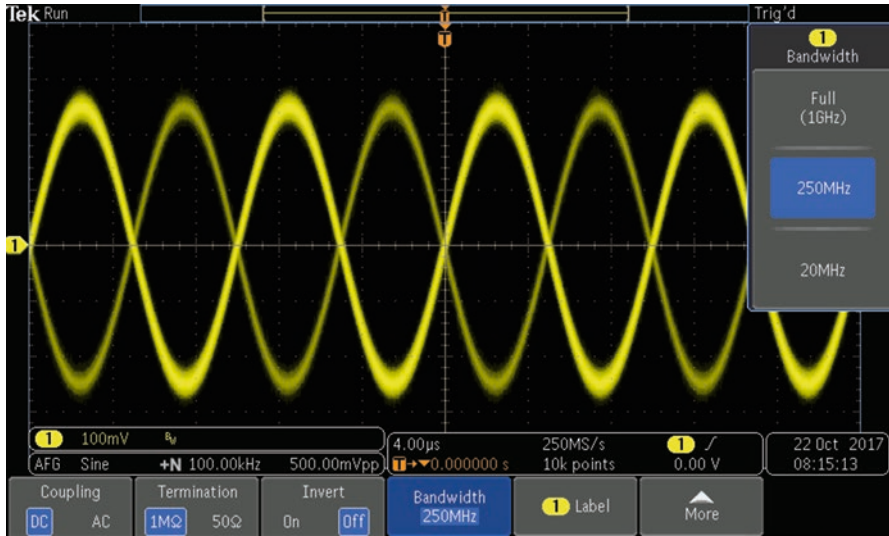 Tek Run Trig'd
T
T
1
Bandwidth
Full
(1GHz)
250MHz
20MHz
1
1 100mV BW
4.00µs 250MS/s 1 ∫ 22 Oct 2017
AFG Sine +N 100.00kHz 500.00mVpp T→▼0.000000 s 10k points 0.00 V 08:15:13
Coupling Termination Invert Bandwidth 1 Label More
DC AC 1MΩ 50Ω On Off 250MHz